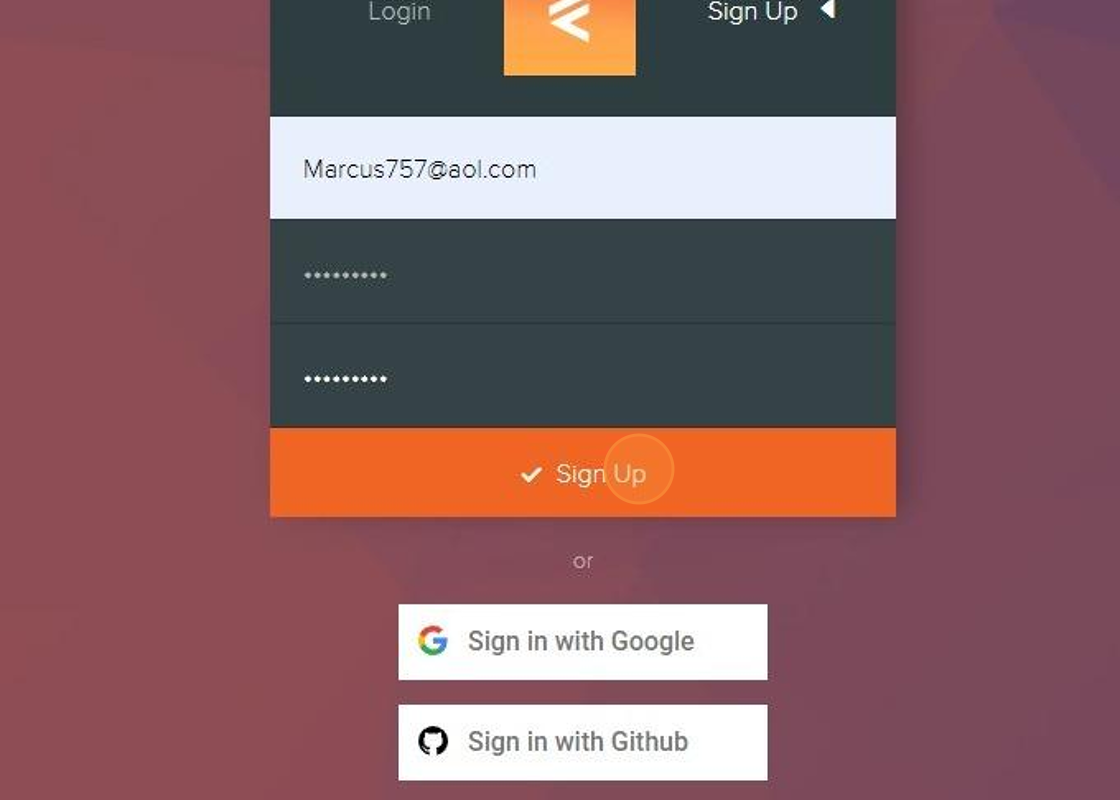 Login
Sign Up
Marcus757@aol.com
•••••••••
•••••••••
Sign Up
or
Sign in with Google
Sign in with Github